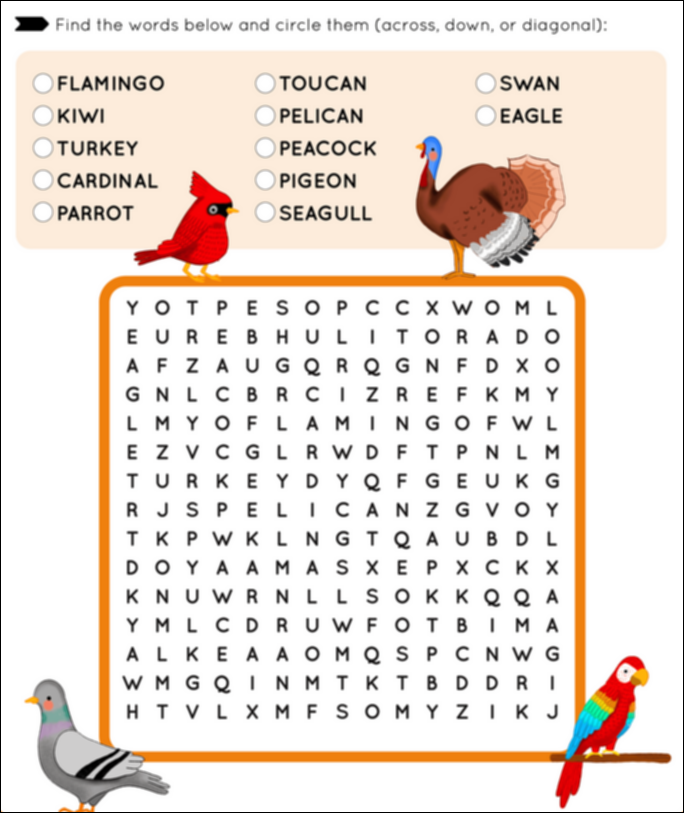 Find the words below and circle them (across, down, or diagonal):
FLAMINGO TOUCAN SWAN
KIWI PELICAN EAGLE
TURKEY PEACOCK
CARDINAL PIGEON
PARROT SEAGULL
Y O T P E S O P C C X W O M L
E U R E B H U L I T O R A D O
A F Z A U G Q R Q G N F D X O
G N L C B R C I Z R E F K M Y
L M Y O F L A M I N G O F W L
E Z V C G L R W D F T P N L M
T U R K E Y D Y Q F G E U K G
R J S P E L I C A N Z G V O Y
T K P W K L N G T Q A U B D L
D O Y A A M A S X E P X C K X
K N U W R N L L S O K K Q Q A
Y M L C D R U W F O T B I M A
A L K E A A O M Q S P C N W G
W M G Q I N M T K T B D D R I
H T V L X M F S O M Y Z I K J